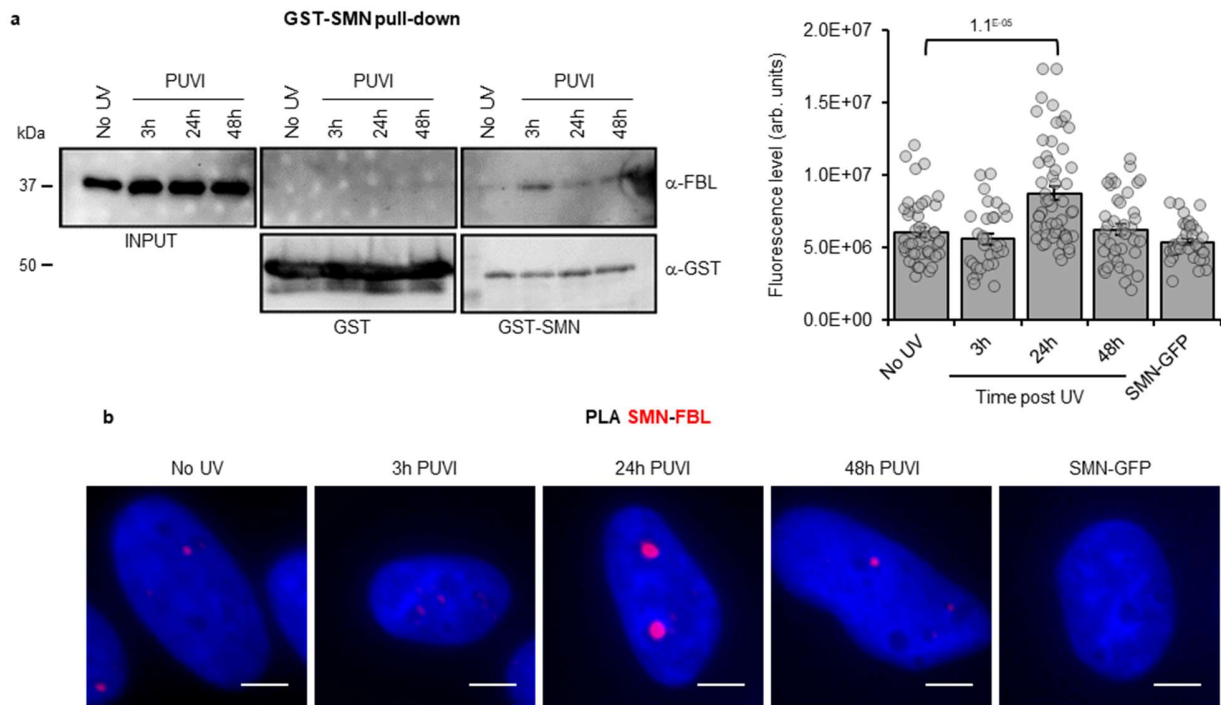 a
GST-SMN pull-down
PUVI
PUVI
PUVI
kDa
No UV
3h
24h
48h
No UV
3h
24h
48h
No UV
3h
24h
48h
37
α-FBL
INPUT
50
α-GST
GST
GST-SMN
1.1E-05
Fluorescence level (arb. units)
2.0E+07
1.5E+07
1.0E+07
5.0E+06
0.0E+00
No UV
3h
24h
48h
SMN-GFP
Time post UV
b
PLA SMN-FBL
No UV
3h PUVI
24h PUVI
48h PUVI
SMN-GFP